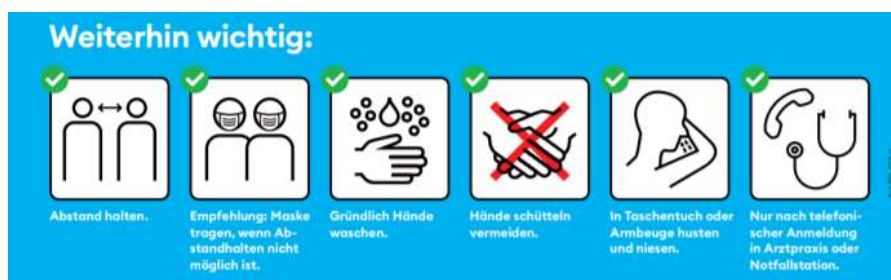 Weiterhin wichtig:
Abstand halten.
Empfehlung: Maske
tragen, wenn Ab-
standhalten nicht
möglich ist.
Gründlich Hände
waschen.
Hände schütteln
vermeiden.
In Taschentuch oder
Armbeuge husten
und niesen.
Nur nach telefoni-
scher Anmeldung
in Arztpraxis oder
Notfallstation.